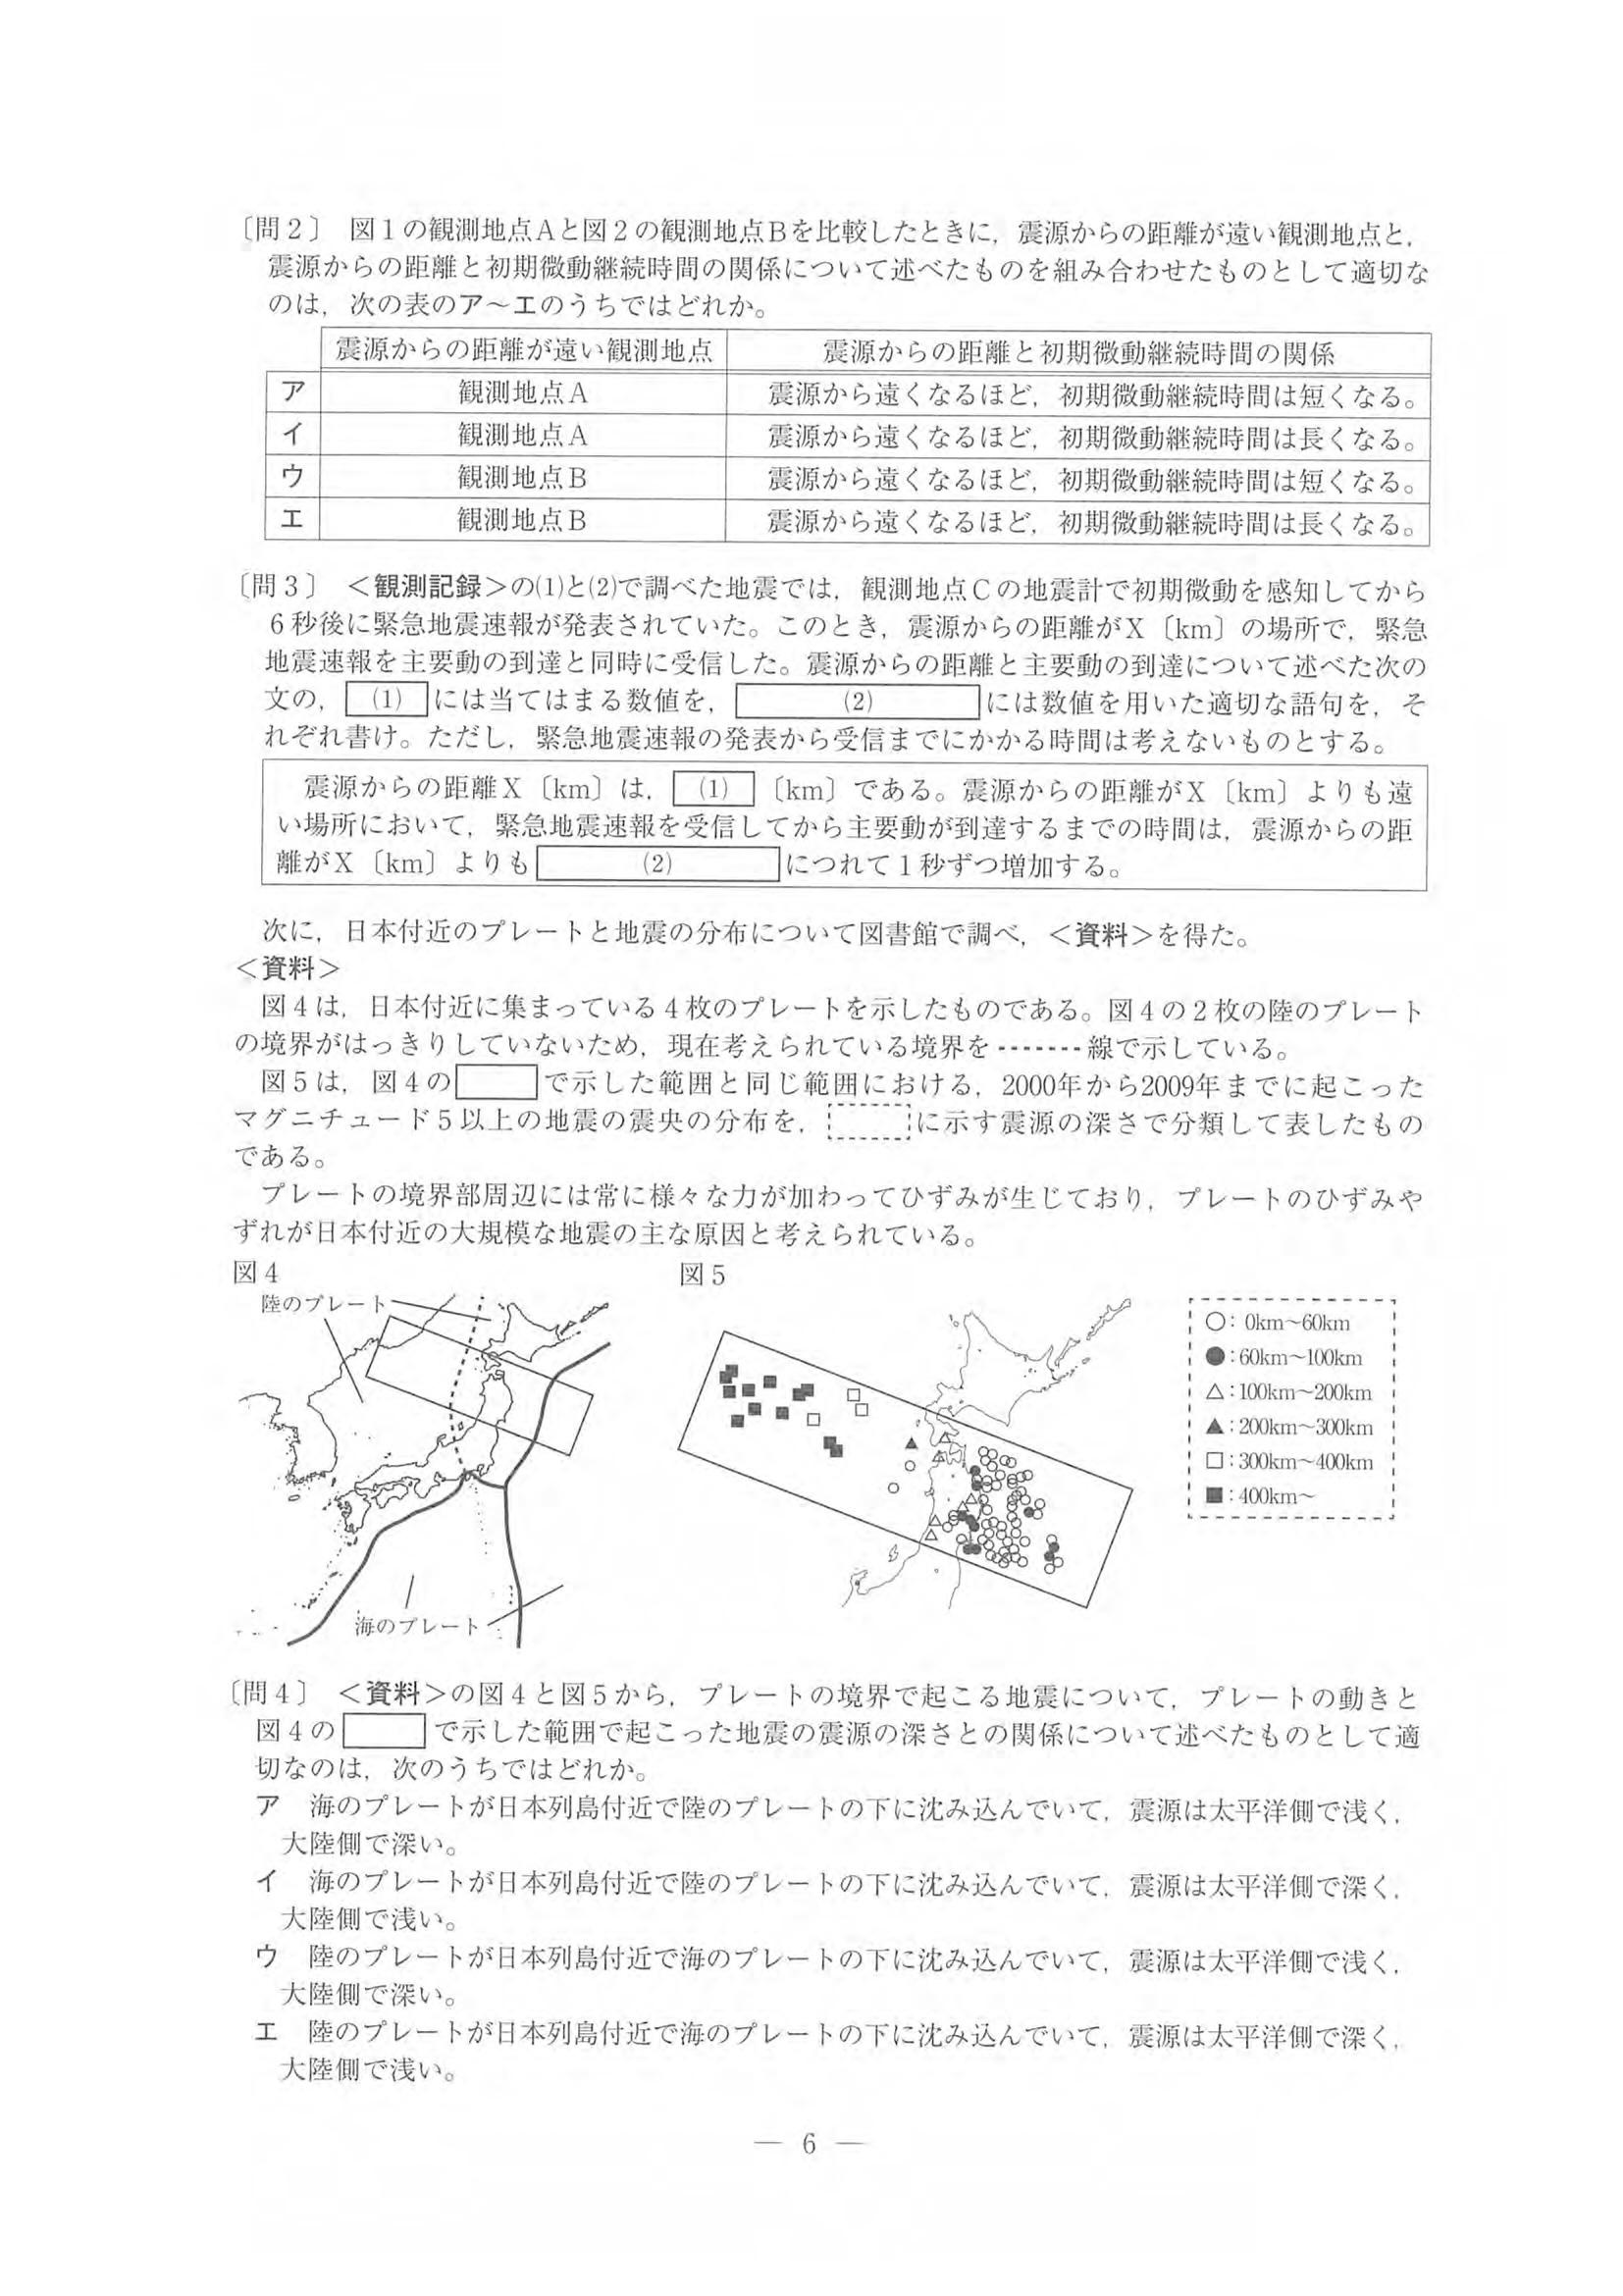 〔問２〕 図１の観測地点Aと図２の観測地点Bを比較したときに，震源からの距離が遠い観測地点と，
震源からの距離と初期微動継続時間の関係について述べたものを組み合わせたものとして適切な
のは，次の表のア～エのうちではどれか。
震源からの距離が遠い観測地点 震源からの距離と初期微動継続時間の関係
ア 観測地点A 震源から遠くなるほど，初期微動継続時間は短くなる。
イ 観測地点A 震源から遠くなるほど，初期微動継続時間は長くなる。
ウ 観測地点B 震源から遠くなるほど，初期微動継続時間は短くなる。
エ 観測地点B 震源から遠くなるほど，初期微動継続時間は長くなる。
〔問３〕 ＜観測記録＞の(1)と(2)で調べた地震では，観測地点Cの地震計で初期微動を感知してから
６秒後に緊急地震速報が発表されていた。このとき，震源からの距離がX〔km〕の場所で，緊急
地震速報を主要動の到達と同時に受信した。震源からの距離と主要動の到達について述べた次の
文の， (1) には当てはまる数値を， (2) には数値を用いた適切な語句を，そ
れぞれ書け。ただし，緊急地震速報の発表から受信までにかかる時間は考えないものとする。
震源からの距離X〔km〕は， (1) 〔km〕である。震源からの距離がX〔km〕よりも遠
い場所において，緊急地震速報を受信してから主要動が到達するまでの時間は，震源からの距
離がX〔km〕よりも (2) につれて１秒ずつ増加する。
次に，日本付近のプレートと地震の分布について図書館で調べ，＜資料＞を得た。
＜資料＞
図４は，日本付近に集まっている４枚のプレートを示したものである。図４の２枚の陸のプレート
の境界がはっきりしていないため，現在考えられている境界を-------線で示している。
図５は，図４の で示した範囲と同じ範囲における，2000年から2009年までに起こった
マグニチュード５以上の地震の震央の分布を， に示す震源の深さで分類して表したもの
である。
プレートの境界部周辺には常に様々な力が加わってひずみが生じており，プレートのひずみや
ずれが日本付近の大規模な地震の主な原因と考えられている。
図４ 図５
陸のプレート
海のプレート
○：0km～60km
●：60km～100km
△：100km～200km
▲：200km～300km
□：300km～400km
■：400km～
〔問４〕 ＜資料＞の図４と図５から，プレートの境界で起こる地震について，プレートの動きと
図４の で示した範囲で起こった地震の震源の深さとの関係について述べたものとして適
切なのは，次のうちではどれか。
ア 海のプレートが日本列島付近で陸のプレートの下に沈み込んでいて，震源は太平洋側で浅く，
大陸側で深い。
イ 海のプレートが日本列島付近で陸のプレートの下に沈み込んでいて，震源は太平洋側で深く，
大陸側で浅い。
ウ 陸のプレートが日本列島付近で海のプレートの下に沈み込んでいて，震源は太平洋側で浅く，
大陸側で深い。
エ 陸のプレートが日本列島付近で海のプレートの下に沈み込んでいて，震源は太平洋側で深く，
大陸側で浅い。
— 6 —